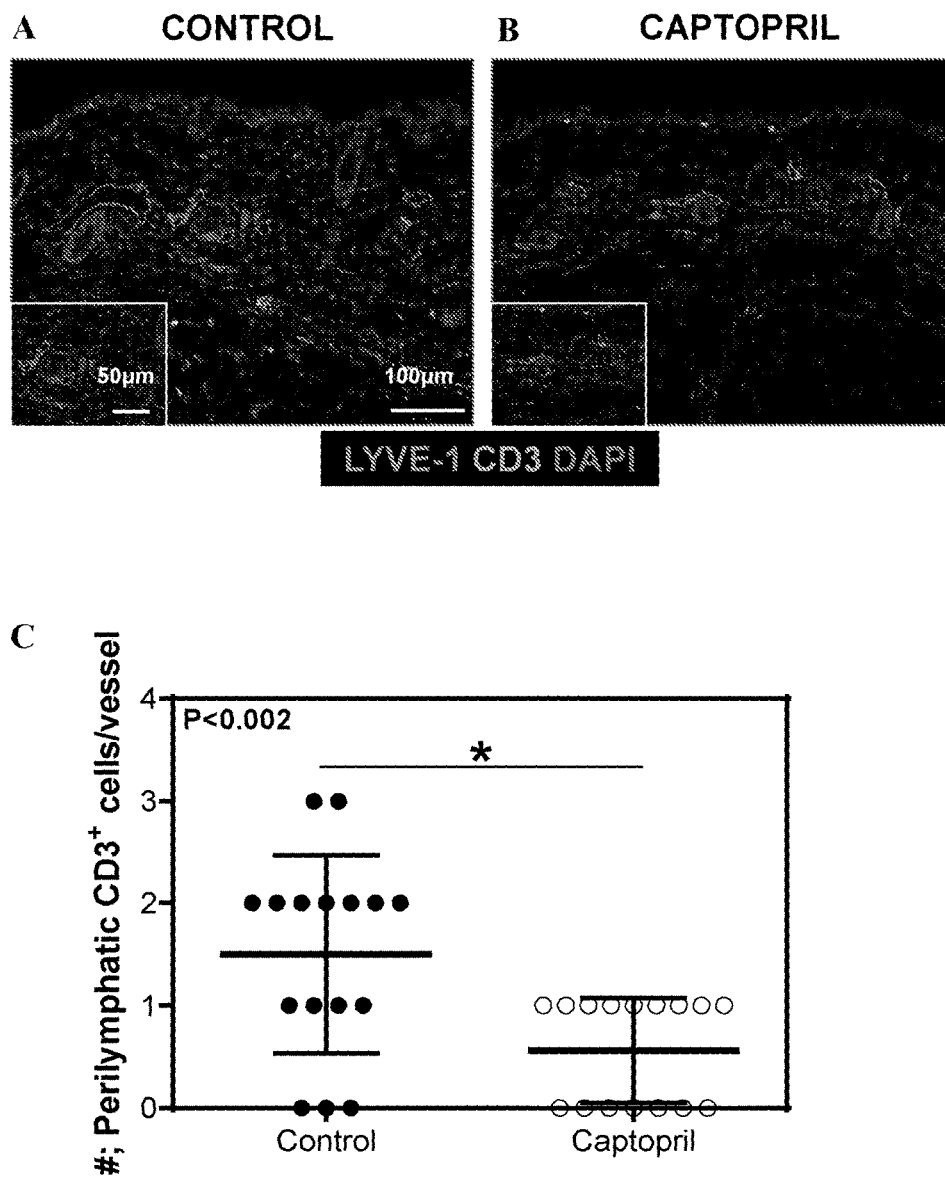 A CONTROL B CAPTOPRIL
50µm
100µm
LYVE-1 CD3 DAPI
C
#; Perilymphatic CD3⁺ cells/vessel
4
P<0.002
*
3
2
1
0
Control Captopril